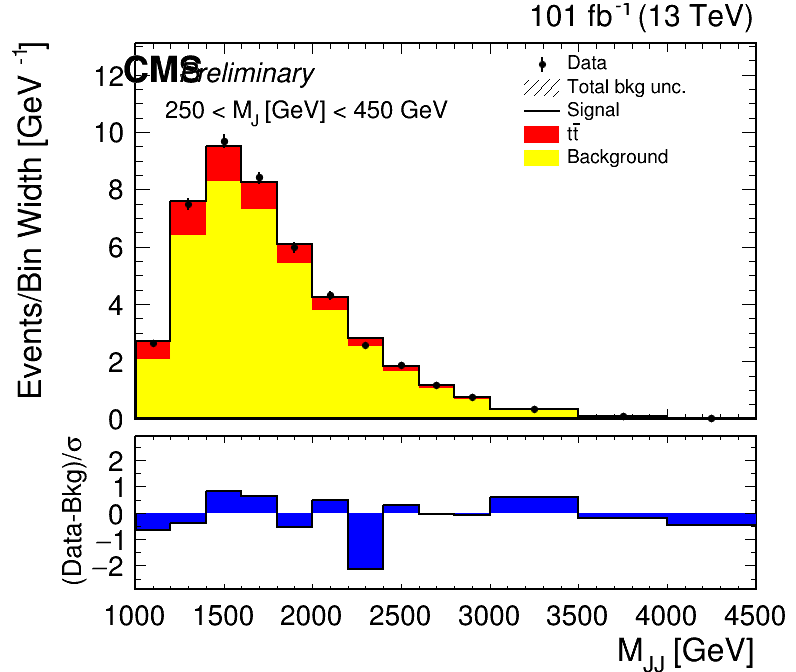 101 fb⁻¹ (13 TeV)
CMS Preliminary
250 < M_J [GeV] < 450 GeV
Data
Total bkg unc.
Signal
tt̄
Background
Events/Bin Width [GeV⁻¹]
12
10
8
6
4
2
0
(Data-Bkg)/σ
2
1
0
−1
−2
1000 1500 2000 2500 3000 3500 4000 4500
M_JJ [GeV]